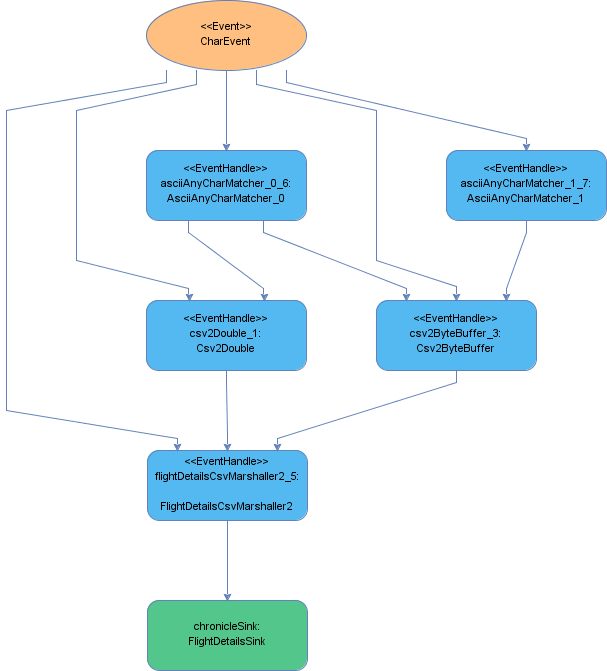 <<Event>>
CharEvent
<<EventHandle>>
asciiAnyCharMatcher_0_6:
AsciiAnyCharMatcher_0
<<EventHandle>>
asciiAnyCharMatcher_1_7:
AsciiAnyCharMatcher_1
<<EventHandle>>
csv2Double_1:
Csv2Double
<<EventHandle>>
csv2ByteBuffer_3:
Csv2ByteBuffer
<<EventHandle>>
flightDetailsCsvMarshaller2_5:
FlightDetailsCsvMarshaller2
chronicleSink:
FlightDetailsSink